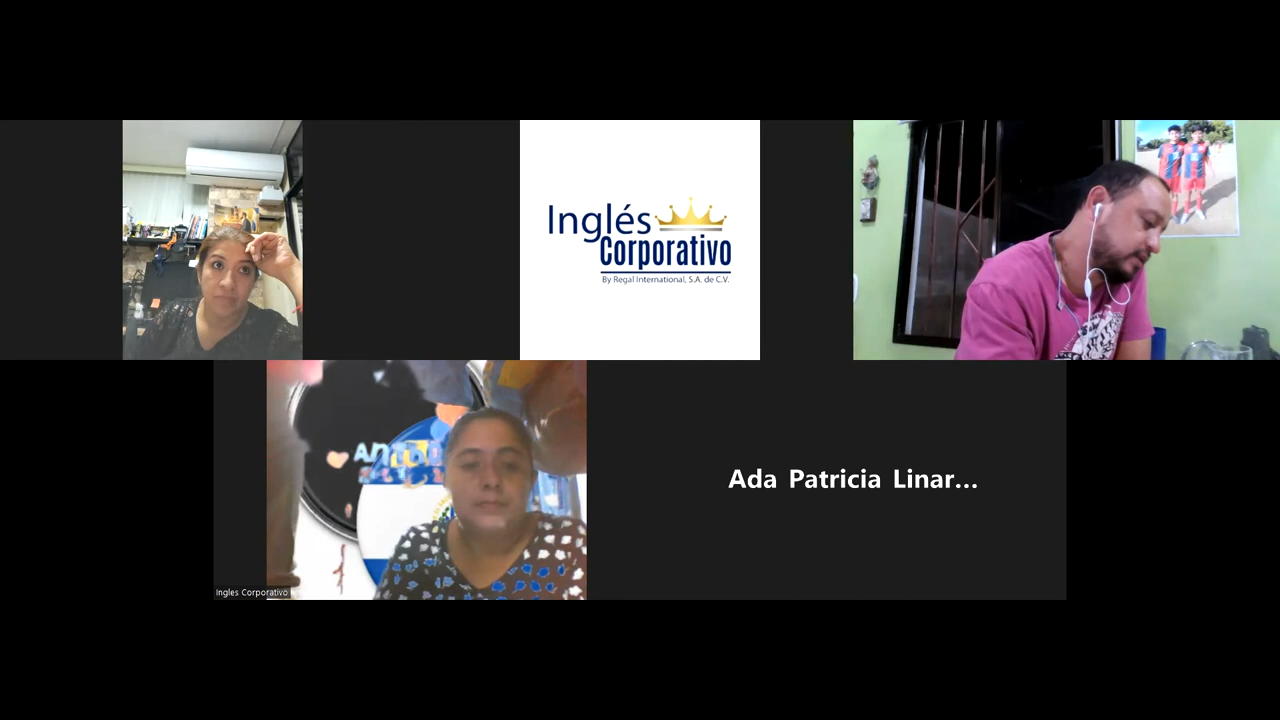 Inglés
Corporativo
By Regal International, S.A. de C.V.
Ada Patricia Linar...
Ingles Corporativo